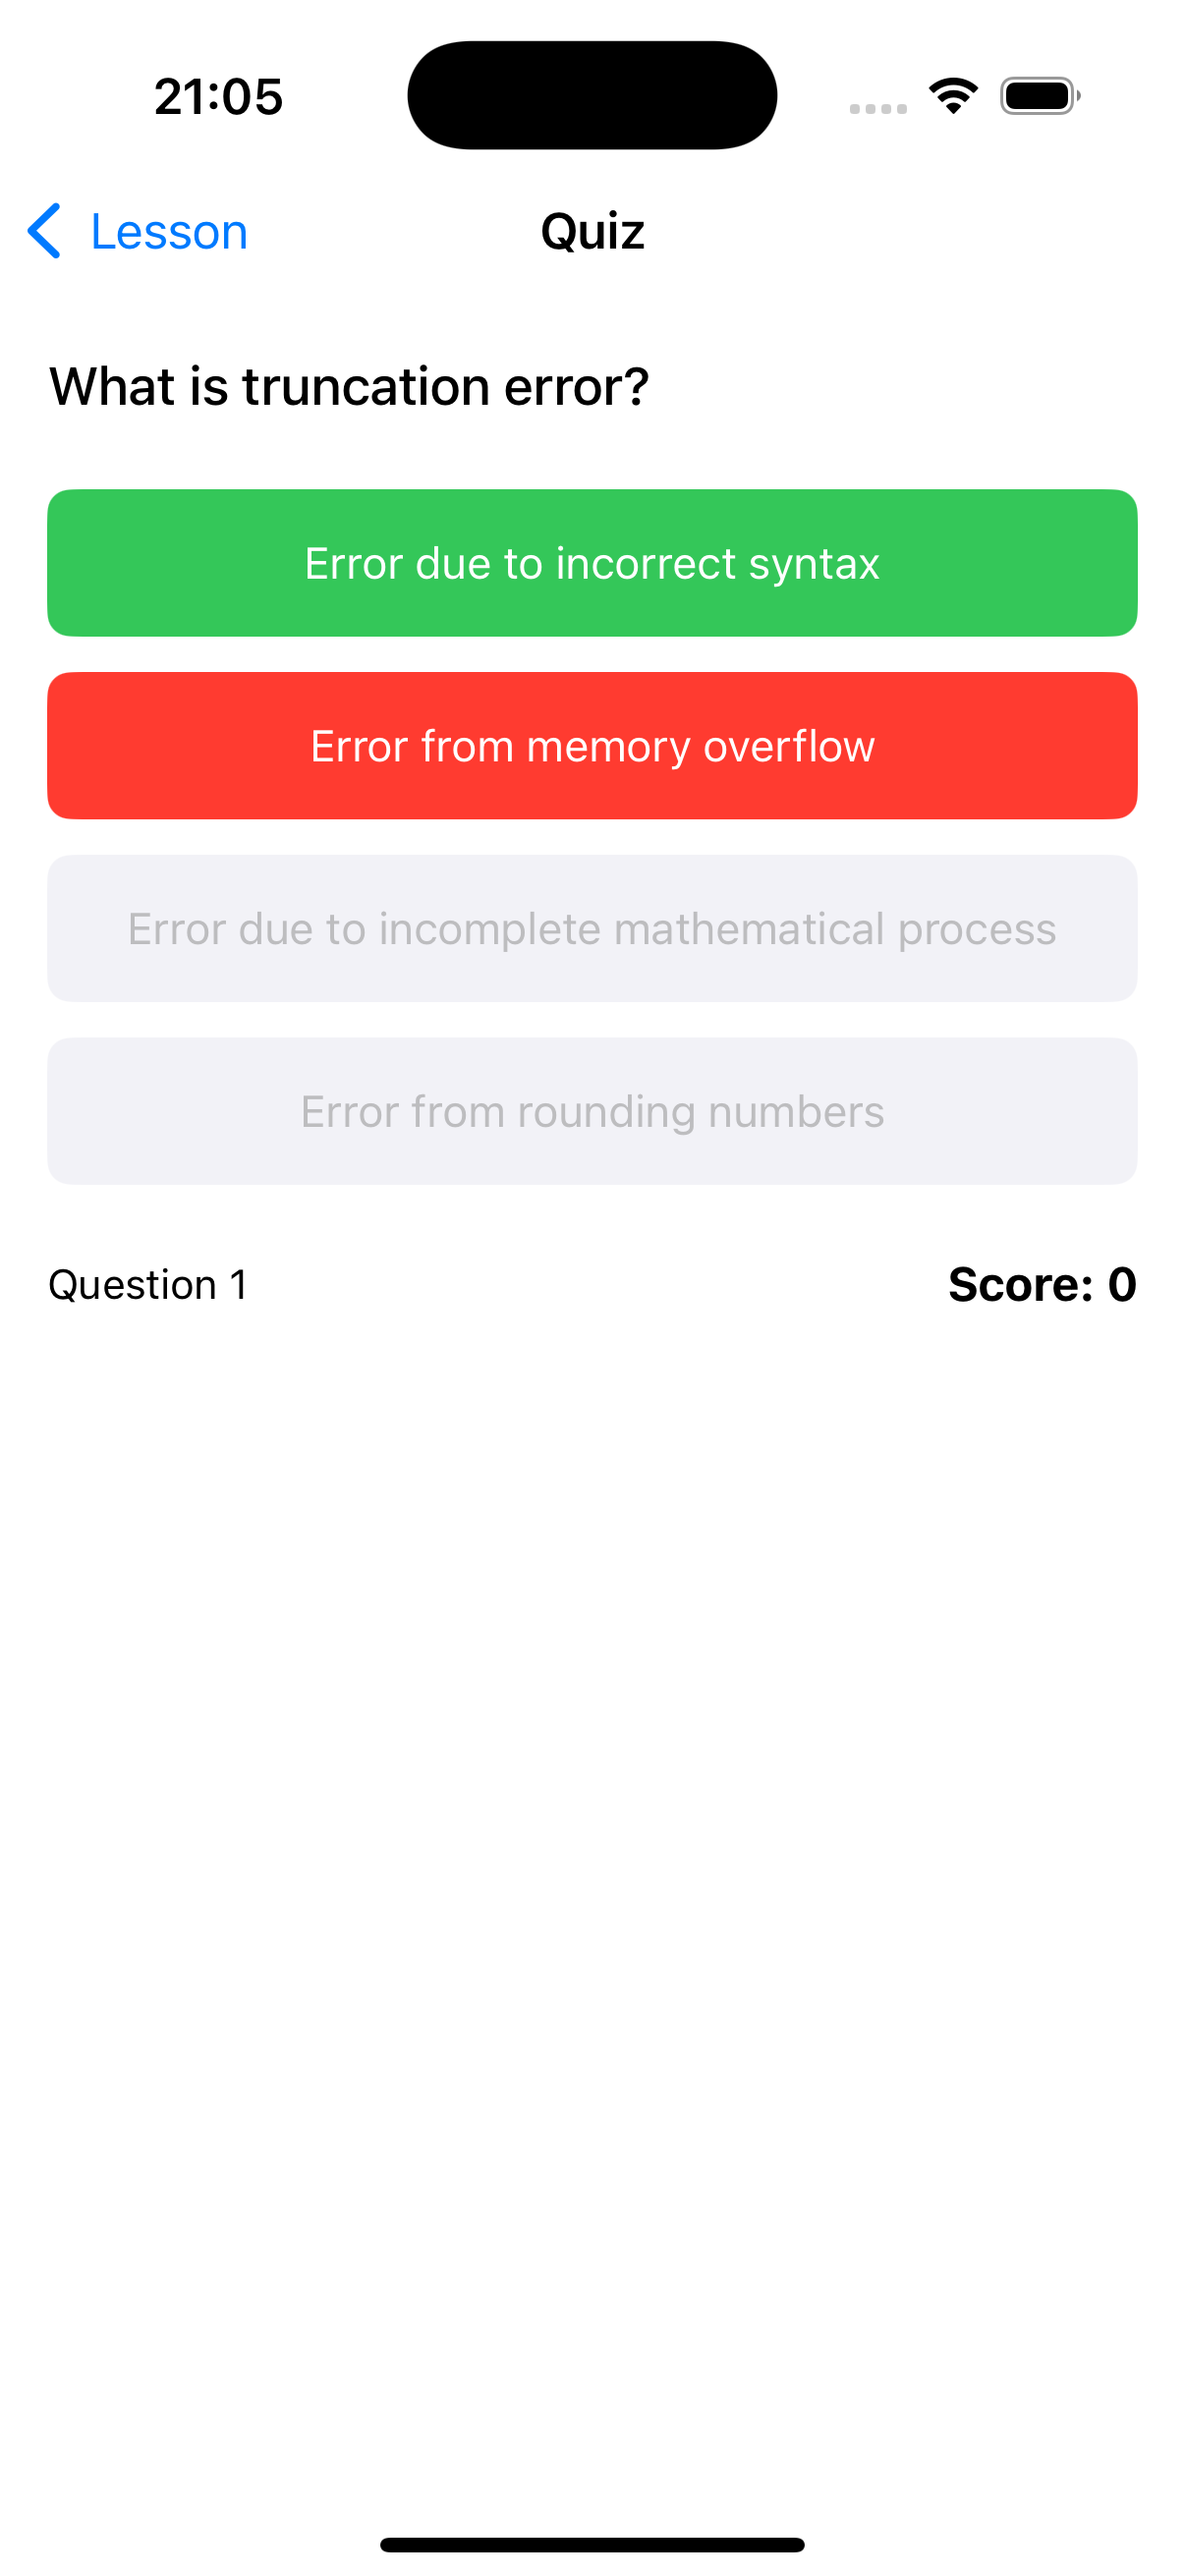 21:05
Lesson
Quiz
What is truncation error?
Error due to incorrect syntax
Error from memory overflow
Error due to incomplete mathematical process
Error from rounding numbers
Question 1
Score: 0